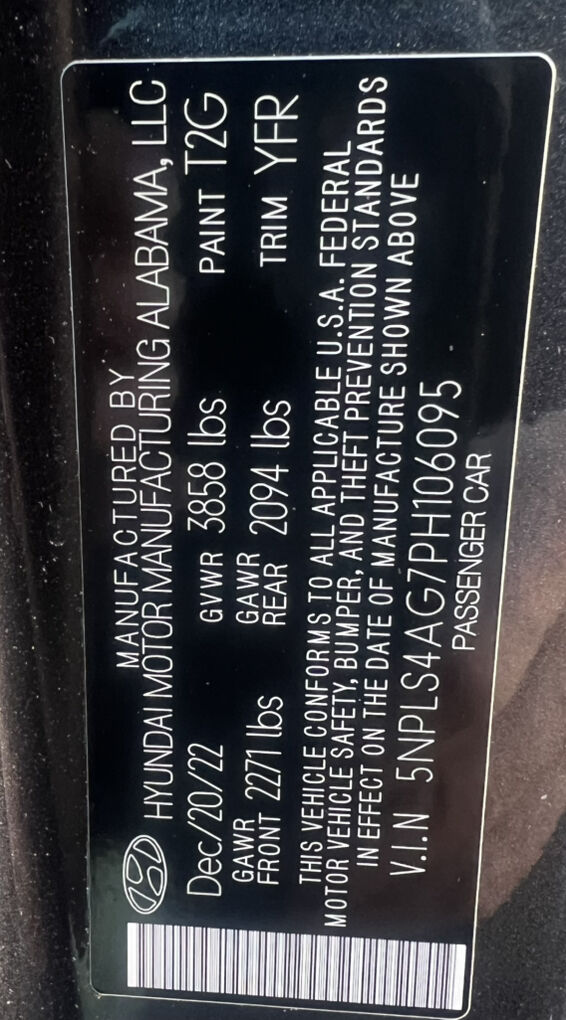 MANUFACTURED BY
HYUNDAI MOTOR MANUFACTURING ALABAMA, LLC
Dec/20/22 GVWR 3858 lbs PAINT T2G
GAWR FRONT 2271 lbs GAWR REAR 2094 lbs TRIM YFR
THIS VEHICLE CONFORMS TO ALL APPLICABLE U.S.A. FEDERAL
MOTOR VEHICLE SAFETY, BUMPER, AND THEFT PREVENTION STANDARDS
IN EFFECT ON THE DATE OF MANUFACTURE SHOWN ABOVE
V.I.N 5NPLS4AG7PH106095
PASSENGER CAR